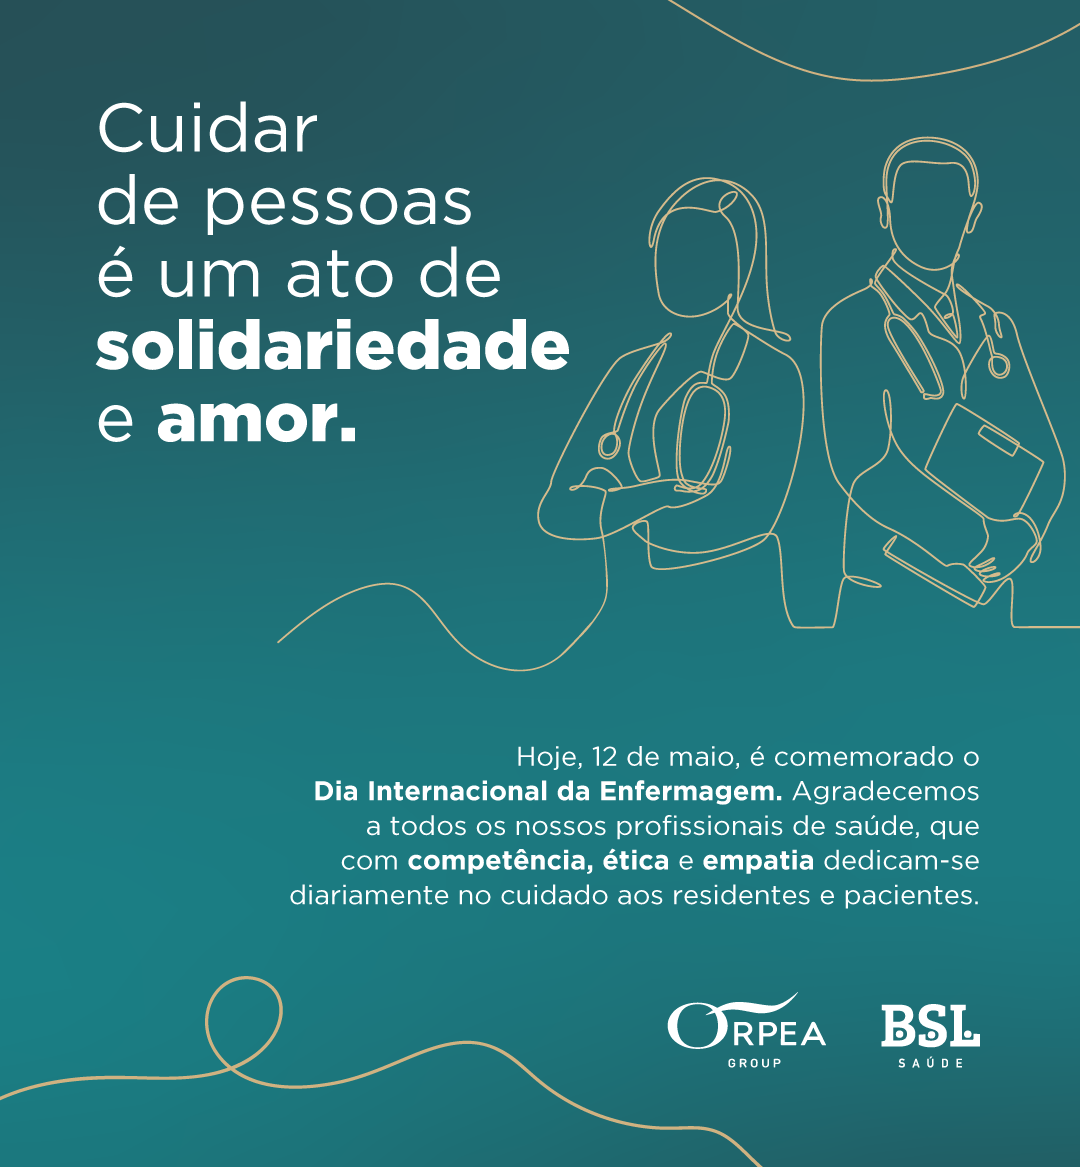 Cuidar
de pessoas
é um ato de
solidariedade
e amor.
Hoje, 12 de maio, é comemorado o
Dia Internacional da Enfermagem. Agradecemos
a todos os nossos profissionais de saúde, que
com competência, ética e empatia dedicam-se
diariamente no cuidado aos residentes e pacientes.
ORPEA
GROUP
BSL
SAÚDE